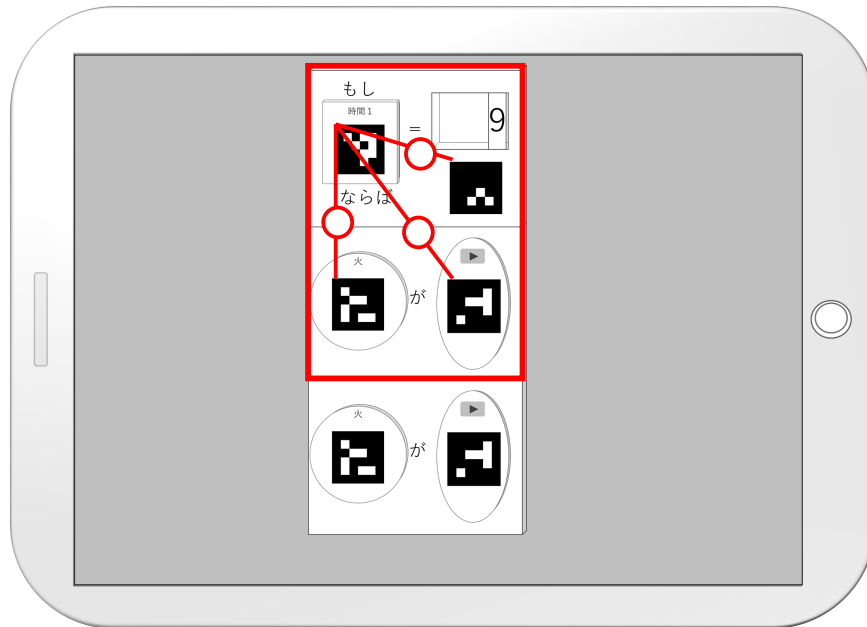 もし
時間1
=
9
ならば
火
が
火
が